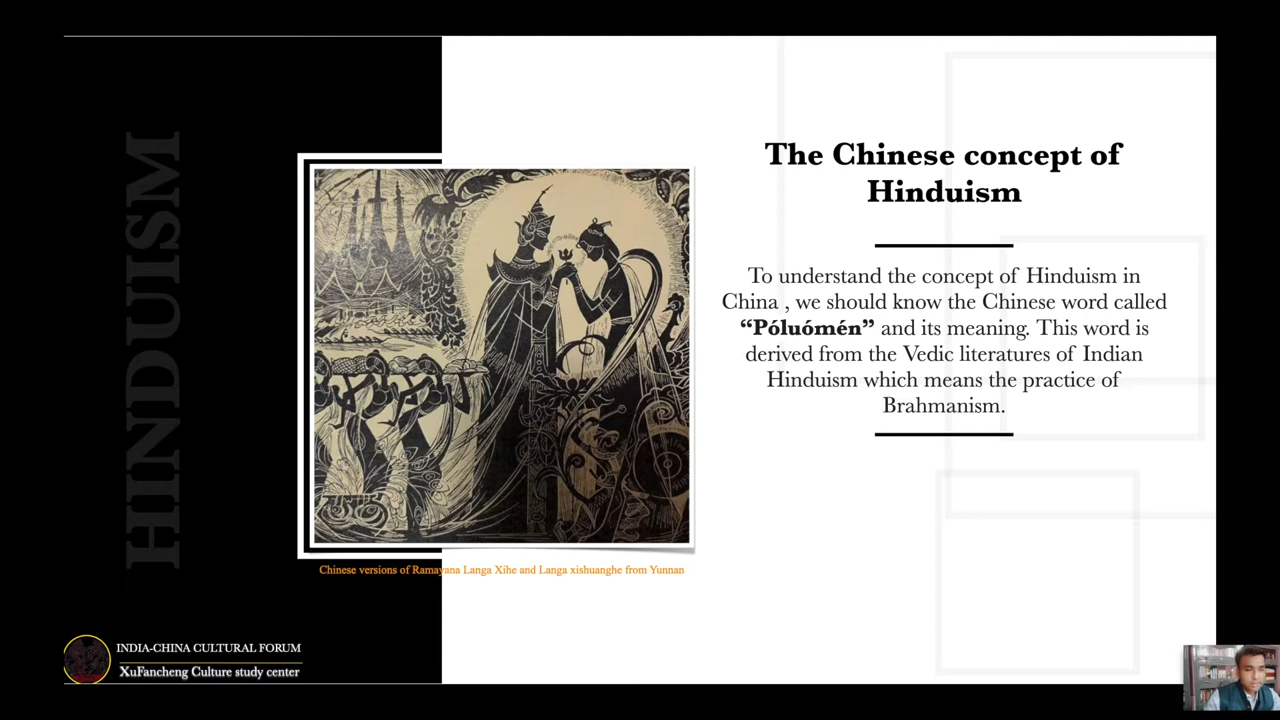 HINDUISM
The Chinese concept of
Hinduism
To understand the concept of Hinduism in
China , we should know the Chinese word called
“Póluómén” and its meaning. This word is
derived from the Vedic literatures of Indian
Hinduism which means the practice of
Brahmanism.
Chinese versions of Ramayana Langa Xihe and Langa xishuanghe from Yunnan
INDIA-CHINA CULTURAL FORUM
XuFancheng Culture study center